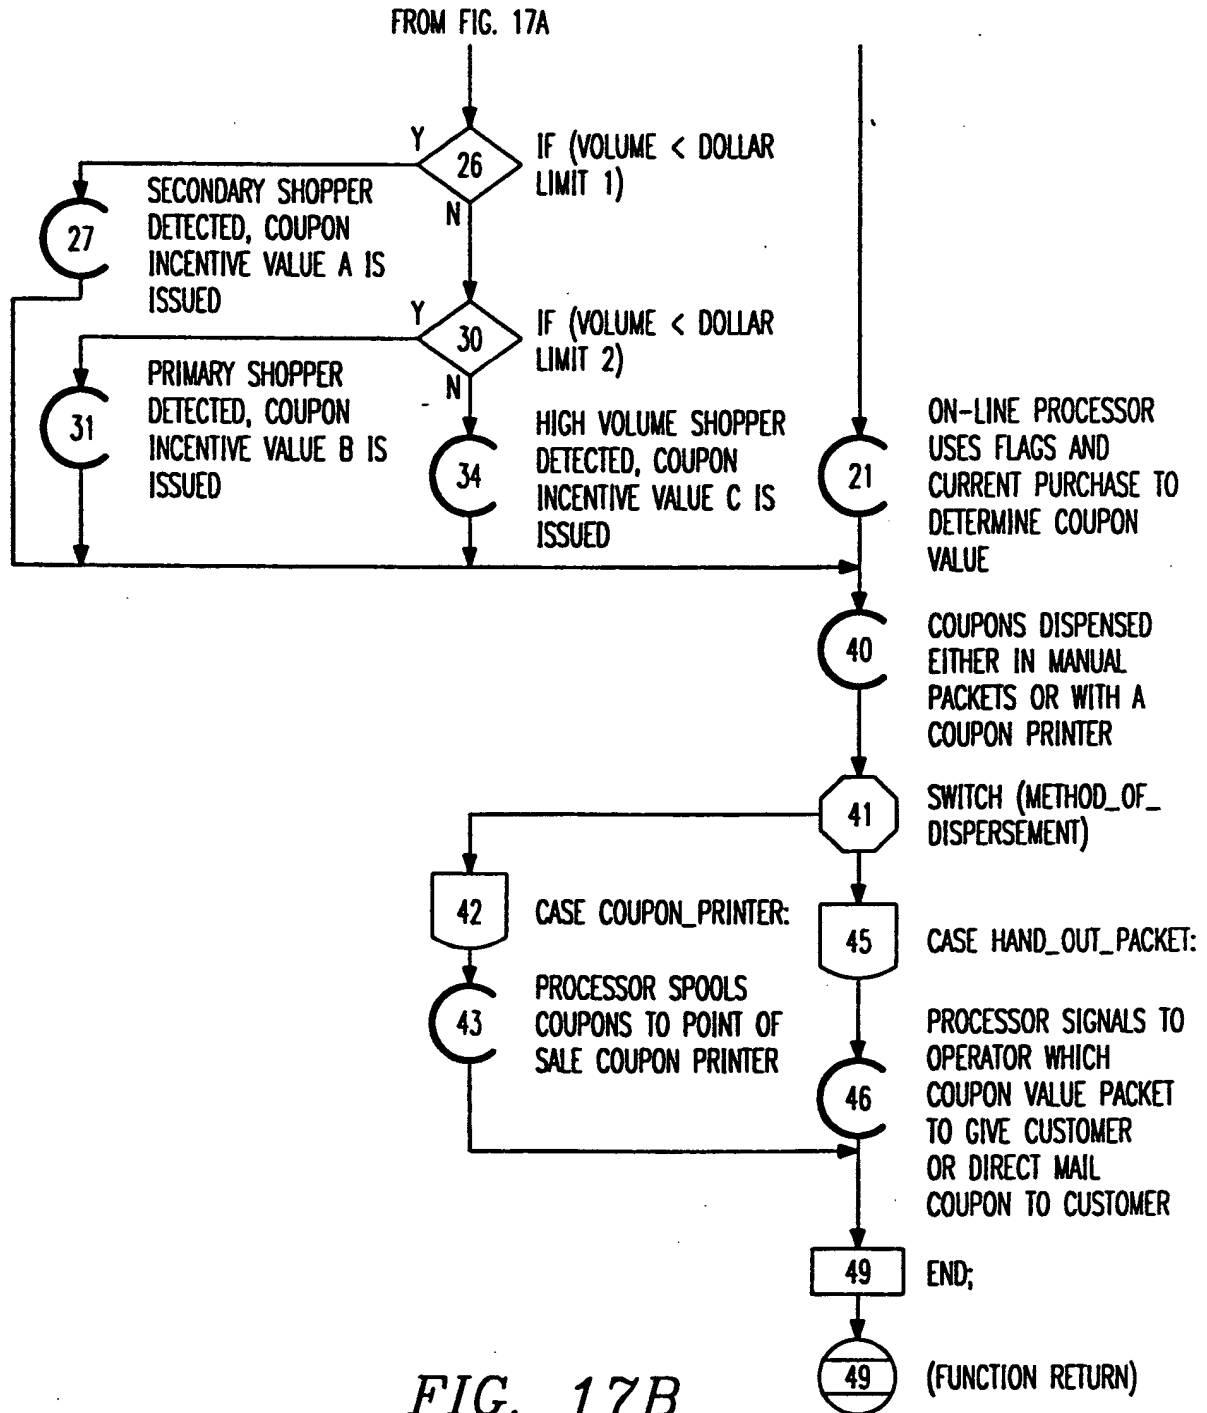 FROM FIG. 17A
Y
26
IF (VOLUME < DOLLAR
LIMIT 1)
N
27
SECONDARY SHOPPER
DETECTED, COUPON
INCENTIVE VALUE A IS
ISSUED
Y
30
IF (VOLUME < DOLLAR
LIMIT 2)
N
31
PRIMARY SHOPPER
DETECTED, COUPON
INCENTIVE VALUE B IS
ISSUED
34
HIGH VOLUME SHOPPER
DETECTED, COUPON
INCENTIVE VALUE C IS
ISSUED
21
ON-LINE PROCESSOR
USES FLAGS AND
CURRENT PURCHASE TO
DETERMINE COUPON
VALUE
40
COUPONS DISPENSED
EITHER IN MANUAL
PACKETS OR WITH A
COUPON PRINTER
41
SWITCH (METHOD_OF_
DISPERSEMENT)
42
CASE COUPON_PRINTER:
45
CASE HAND_OUT_PACKET:
43
PROCESSOR SPOOLS
COUPONS TO POINT OF
SALE COUPON PRINTER
46
PROCESSOR SIGNALS TO
OPERATOR WHICH
COUPON VALUE PACKET
TO GIVE CUSTOMER
OR DIRECT MAIL
COUPON TO CUSTOMER
49
END;
49
(FUNCTION RETURN)
FIG. 17B